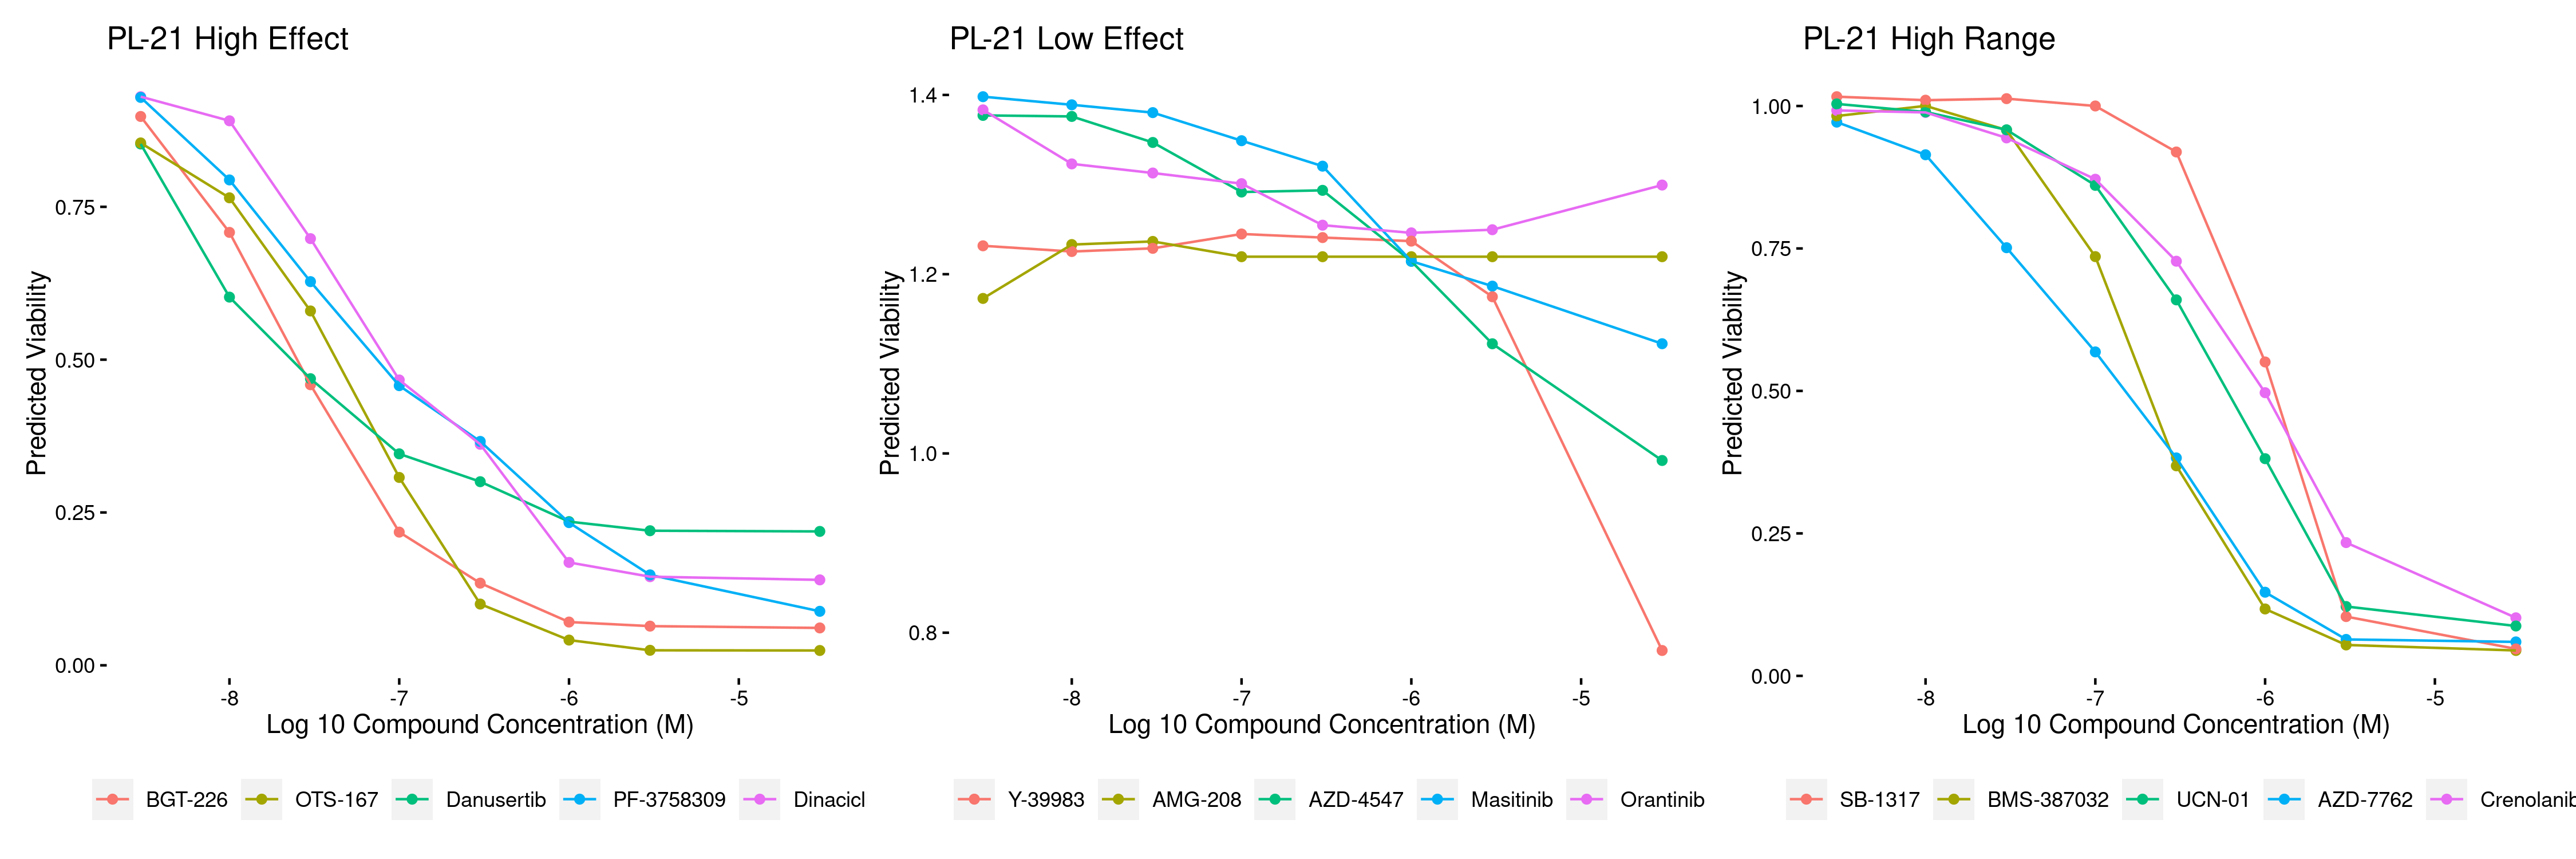 PL-21 High Effect
Predicted Viability
0.75
0.50
0.25
0.00
-8 -7 -6 -5
Log 10 Compound Concentration (M)
BGT-226 OTS-167 Danusertib PF-3758309 Dinacicl
PL-21 Low Effect
Predicted Viability
1.4
1.2
1.0
0.8
-8 -7 -6 -5
Log 10 Compound Concentration (M)
Y-39983 AMG-208 AZD-4547 Masitinib Orantinib
PL-21 High Range
Predicted Viability
1.00
0.75
0.50
0.25
0.00
-8 -7 -6 -5
Log 10 Compound Concentration (M)
SB-1317 BMS-387032 UCN-01 AZD-7762 Crenolanib